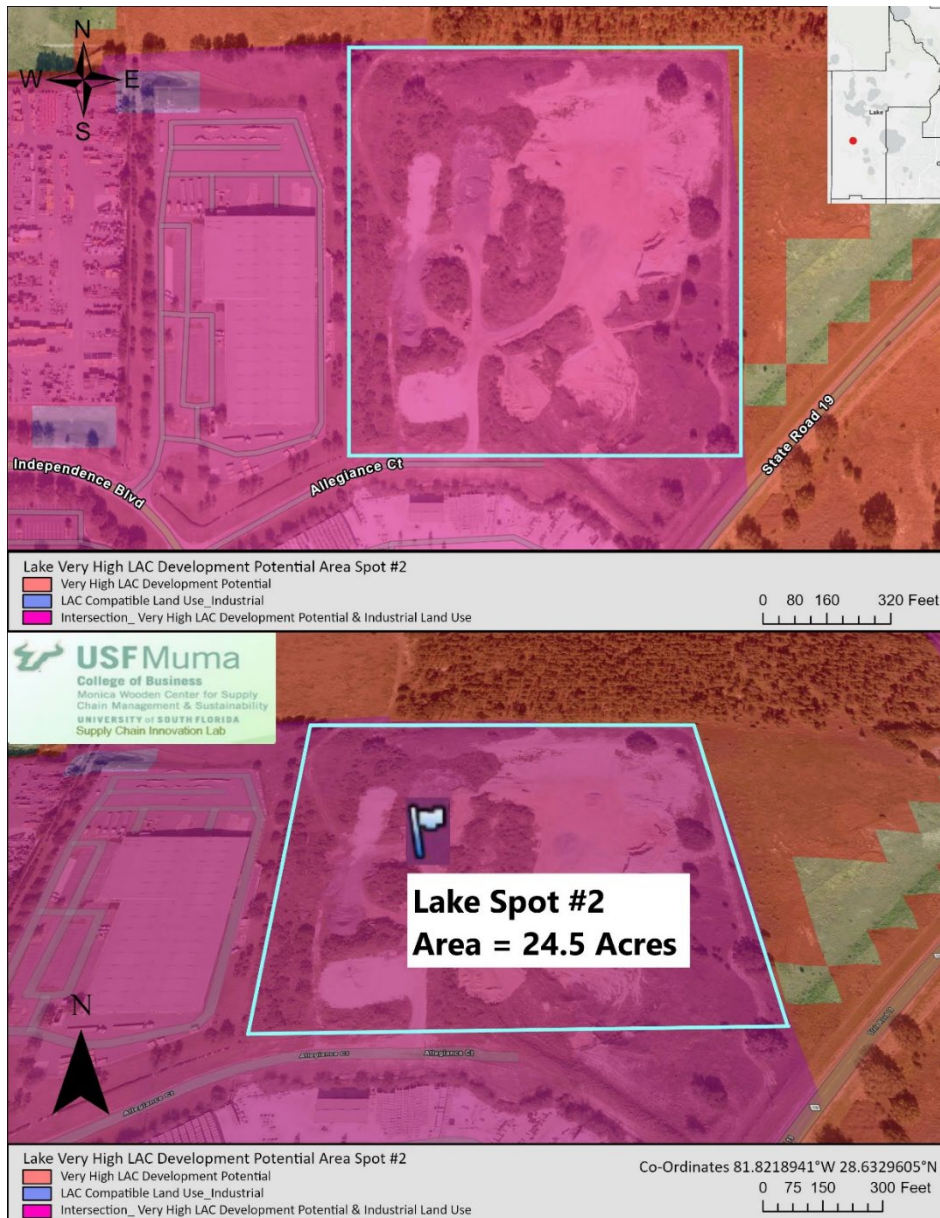 N
W E
S
Lake
Independence Blvd
Allegiance Ct
State Road 19
Lake Very High LAC Development Potential Area Spot #2
Very High LAC Development Potential
LAC Compatible Land Use_Industrial
Intersection_ Very High LAC Development Potential & Industrial Land Use
0 80 160 320 Feet
USF Muma
College of Business
Monica Wooden Center for Supply
Chain Management & Sustainability
UNIVERSITY of SOUTH FLORIDA
Supply Chain Innovation Lab
Lake Spot #2
Area = 24.5 Acres
N
Allegiance Ct
Allegiance Ct
Allegiance Ct
Lake Very High LAC Development Potential Area Spot #2
Very High LAC Development Potential
LAC Compatible Land Use_Industrial
Intersection_ Very High LAC Development Potential & Industrial Land Use
Co-Ordinates 81.8218941°W 28.6329605°N
0 75 150 300 Feet